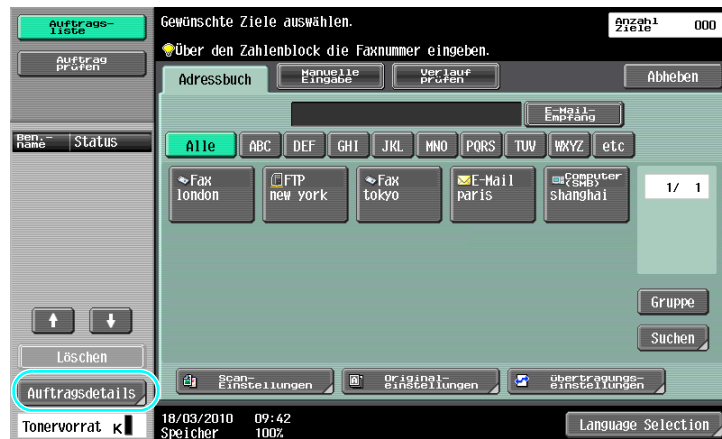 Auftrags-
liste
Auftrag
prüfen
Ben.-
name
Status
Löschen
Auftragsdetails
Tonervorrat K
Gewünschte Ziele auswählen.
Anzahl
Ziele
000
Über den Zahlenblock die Faxnummer eingeben.
Adressbuch
Manuelle
Eingabe
Verlauf
prüfen
Abheben
E-Mail-
Empfang
Alle ABC DEF GHI JKL MNO PQRS TUV WXYZ etc
Fax
london
FTP
new york
Fax
tokyo
E-Mail
paris
Computer
(SMB)
shanghai
1/ 1
Gruppe
Suchen
Scan-
Einstellungen
Original-
einstellungen
übertragungs-
einstellungen
18/03/2010 09:42
Speicher 100%
Language Selection